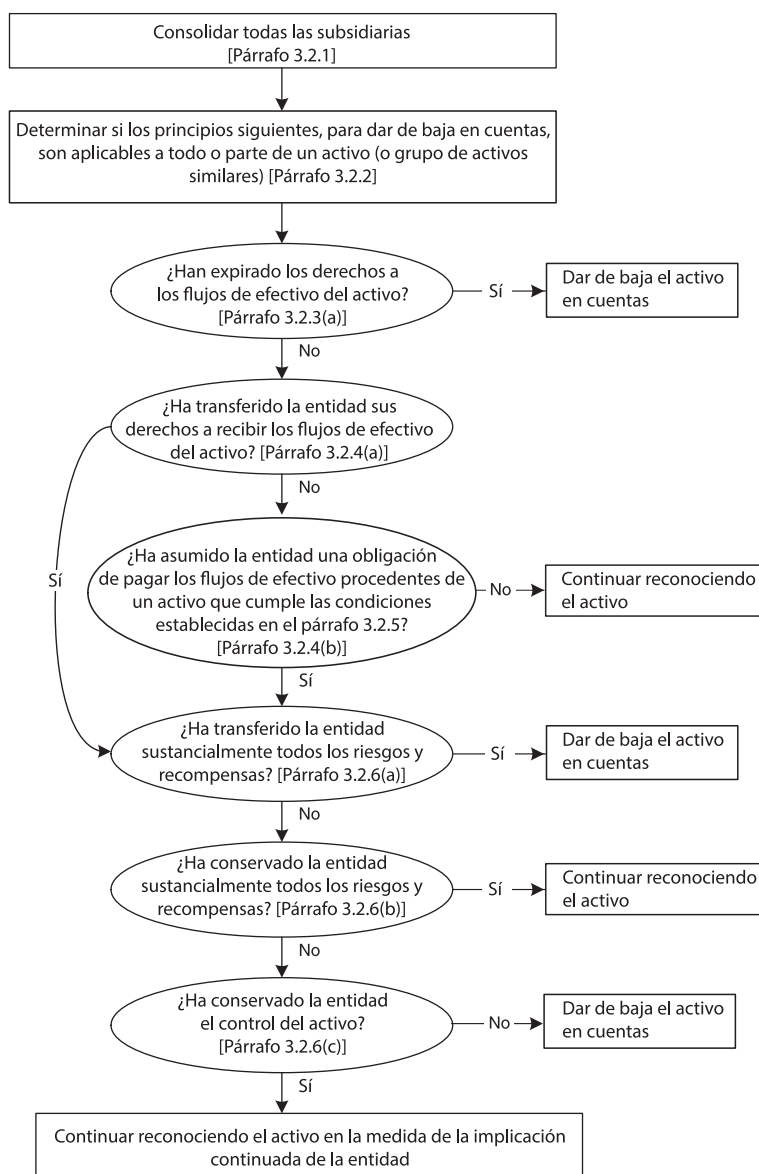 Consolidar todas las subsidiarias
[Párrafo 3.2.1]
Determinar si los principios siguientes, para dar de baja en cuentas,
son aplicables a todo o parte de un activo (o grupo de activos
similares) [Párrafo 3.2.2]
¿Han expirado los derechos a
los flujos de efectivo del activo?
[Párrafo 3.2.3(a)]
Sí
Dar de baja el activo
en cuentas
No
¿Ha transferido la entidad sus
derechos a recibir los flujos de efectivo
del activo? [Párrafo 3.2.4(a)]
No
Sí
¿Ha asumido la entidad una obligación
de pagar los flujos de efectivo procedentes de
un activo que cumple las condiciones
establecidas en el párrafo 3.2.5?
[Párrafo 3.2.4(b)]
No
Continuar reconociendo
el activo
Sí
¿Ha transferido la entidad
sustancialmente todos los riesgos y
recompensas? [Párrafo 3.2.6(a)]
Sí
Dar de baja el activo
en cuentas
No
¿Ha conservado la entidad
sustancialmente todos los riesgos y
recompensas? [Párrafo 3.2.6(b)]
Sí
Continuar reconociendo
el activo
No
¿Ha conservado la entidad
el control del activo?
[Párrafo 3.2.6(c)]
No
Dar de baja el activo
en cuentas
Sí
Continuar reconociendo el activo en la medida de la implicación
continuada de la entidad